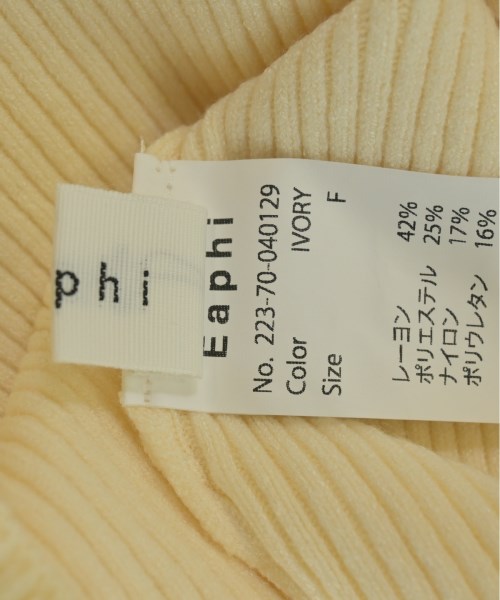 Eaphi
No. 223-70-040129
Color IVORY
Size F
レーヨン 42%
ポリエステル 25%
ナイロン 17%
ポリウレタン 16%